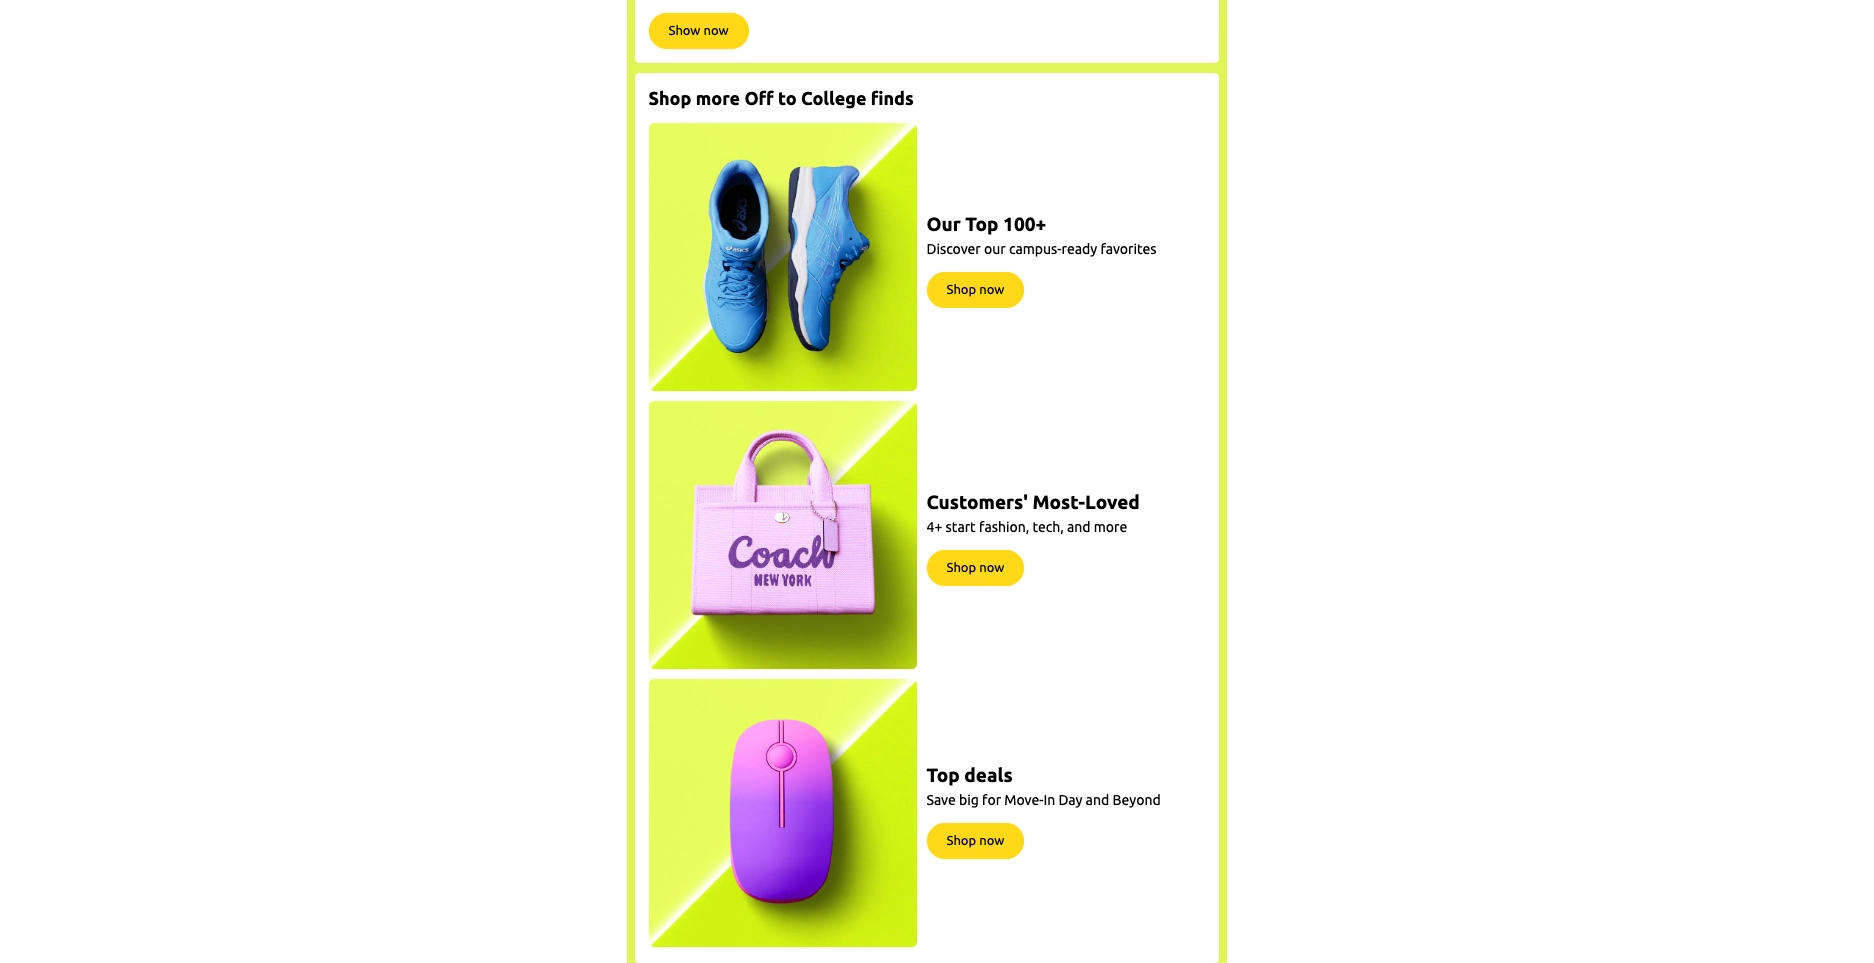 Show now
Shop more Off to College finds
asics
asics
Our Top 100+
Discover our campus-ready favorites
Shop now
Coach
NEW YORK
Customers' Most-Loved
4+ start fashion, tech, and more
Shop now
Top deals
Save big for Move-In Day and Beyond
Shop now